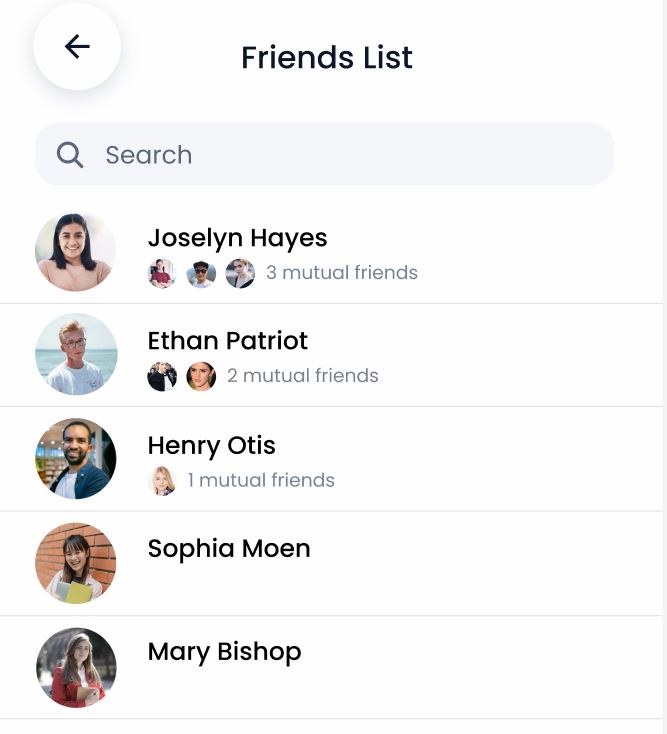 Friends List
Search
Joselyn Hayes
3 mutual friends
Ethan Patriot
2 mutual friends
Henry Otis
1 mutual friends
Sophia Moen
Mary Bishop